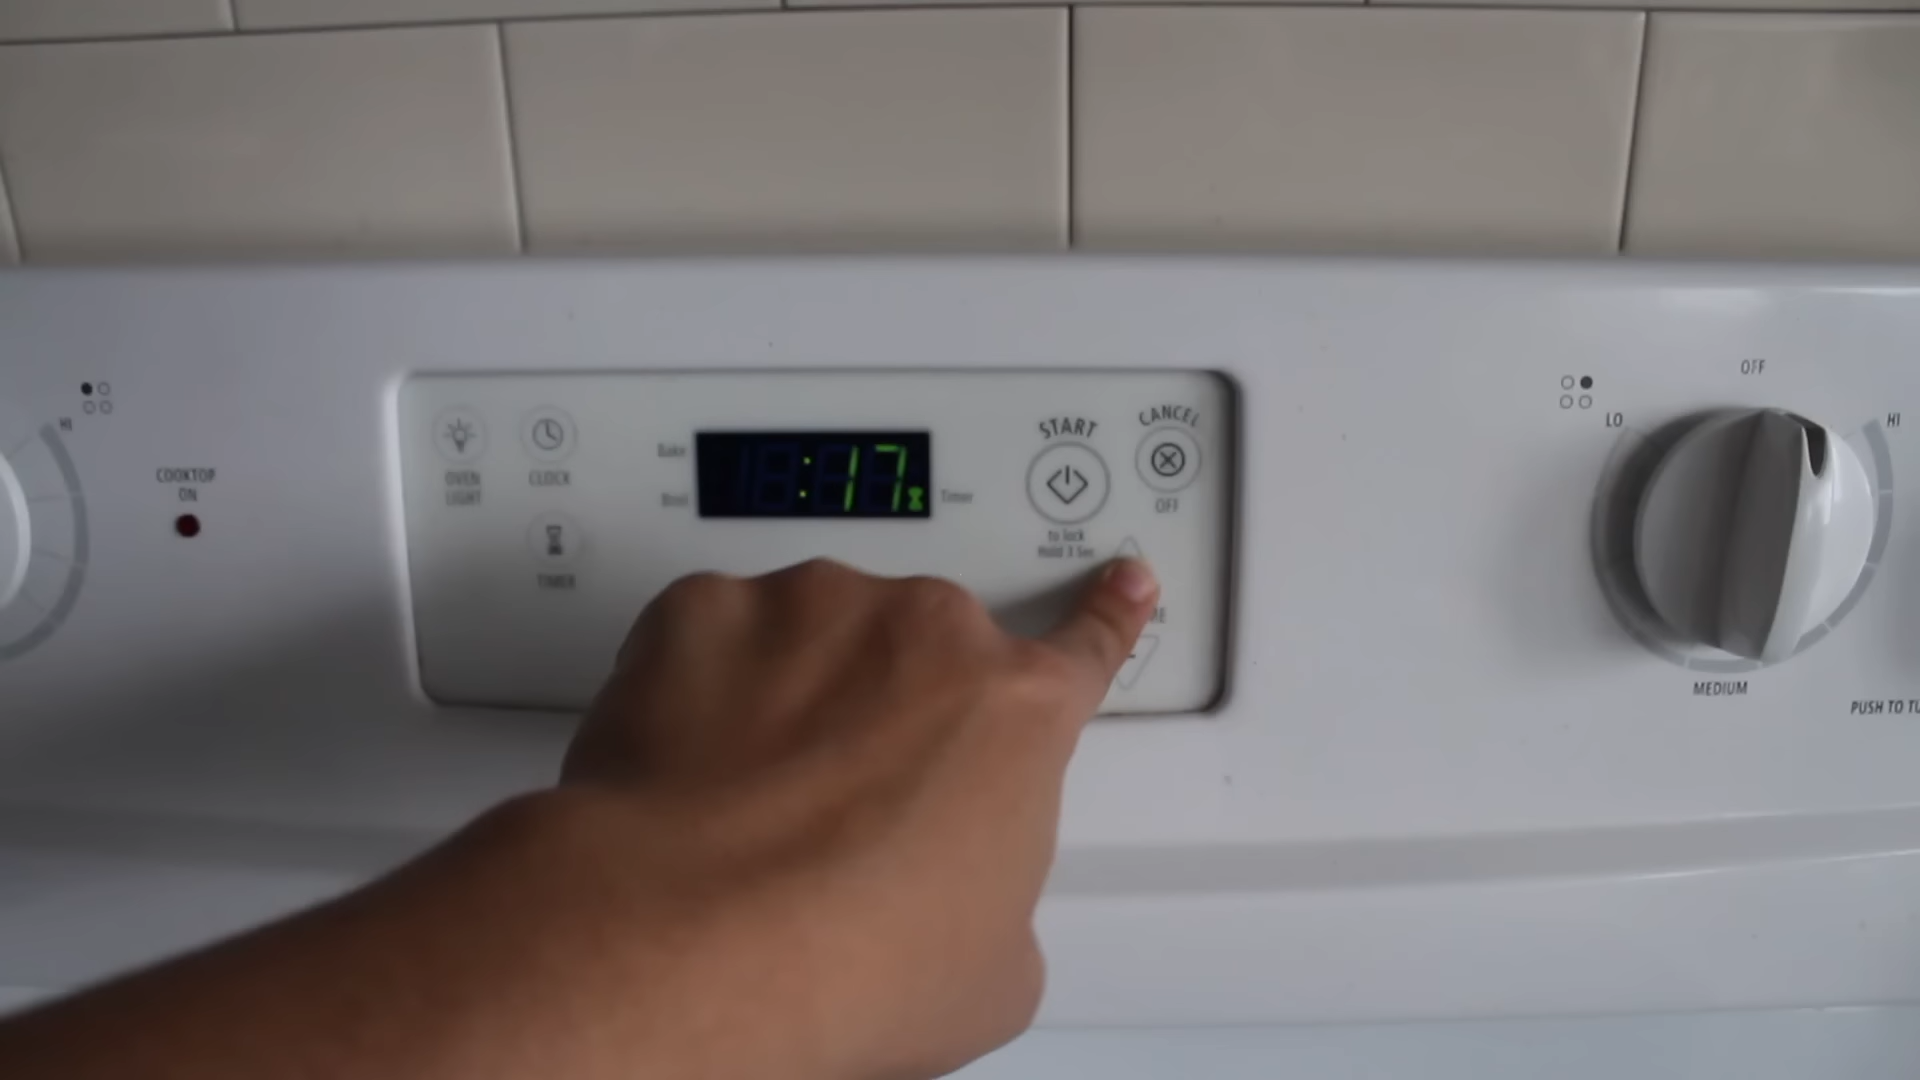 HI
COOKTOP
ON
OVEN
LIGHT
CLOCK
TIMER
Bake
Broil
:17
Timer
START
to lock
Hold 3 Sec
CANCEL
OFF
LO
OFF
HI
MEDIUM
PUSH TO